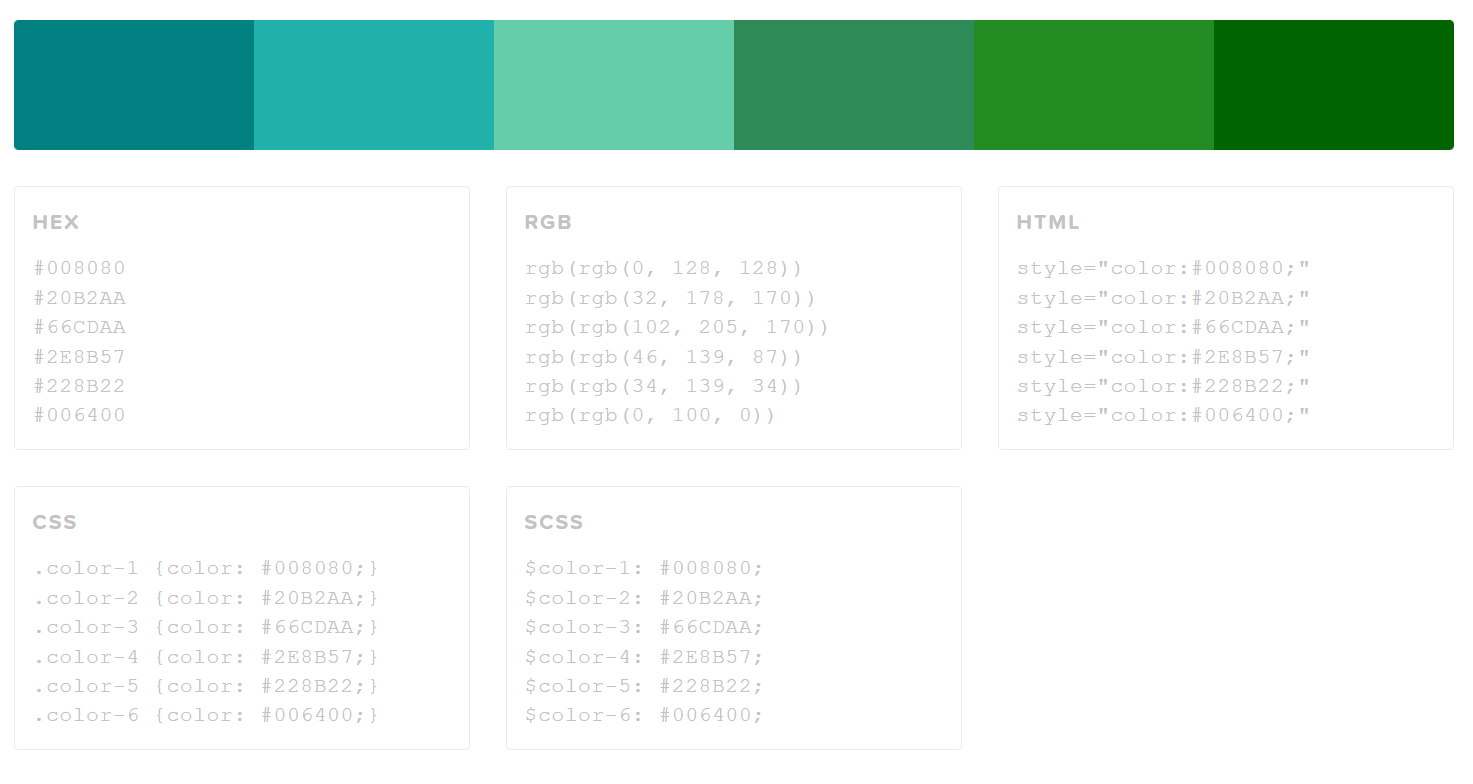 HEX
#008080
#20B2AA
#66CDAA
#2E8B57
#228B22
#006400
RGB
rgb(rgb(0, 128, 128))
rgb(rgb(32, 178, 170))
rgb(rgb(102, 205, 170))
rgb(rgb(46, 139, 87))
rgb(rgb(34, 139, 34))
rgb(rgb(0, 100, 0))
HTML
style="color:#008080;"
style="color:#20B2AA;"
style="color:#66CDAA;"
style="color:#2E8B57;"
style="color:#228B22;"
style="color:#006400;"
CSS
.color-1 {color: #008080;}
.color-2 {color: #20B2AA;}
.color-3 {color: #66CDAA;}
.color-4 {color: #2E8B57;}
.color-5 {color: #228B22;}
.color-6 {color: #006400;}
SCSS
$color-1: #008080;
$color-2: #20B2AA;
$color-3: #66CDAA;
$color-4: #2E8B57;
$color-5: #228B22;
$color-6: #006400;